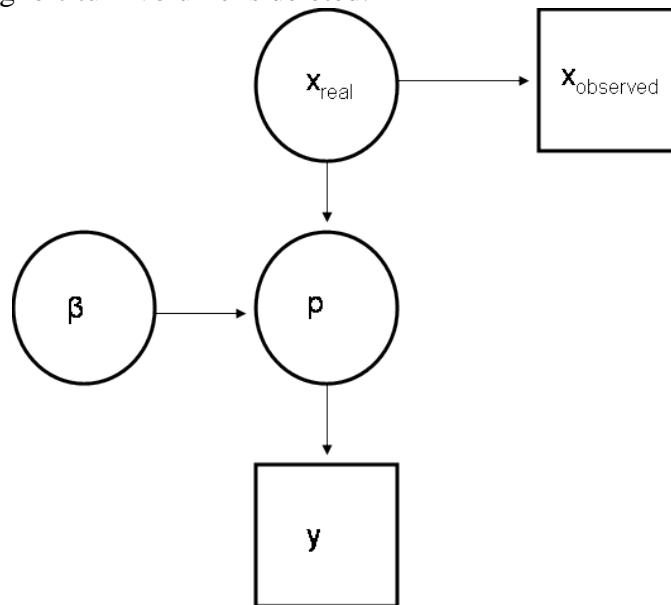 x_real
x_observed
β
p
y